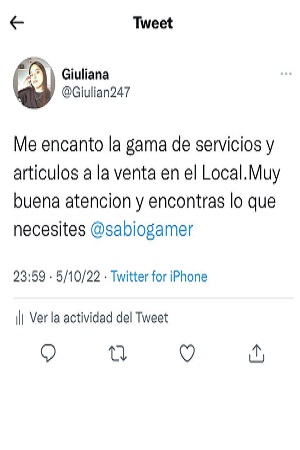 Tweet
Giuliana
@Giulian247
Me encanto la gama de servicios y
articulos a la venta en el Local.Muy
buena atencion y encontras lo que
necesites @sabiogamer
23:59 · 5/10/22 · Twitter for iPhone
Ver la actividad del Tweet